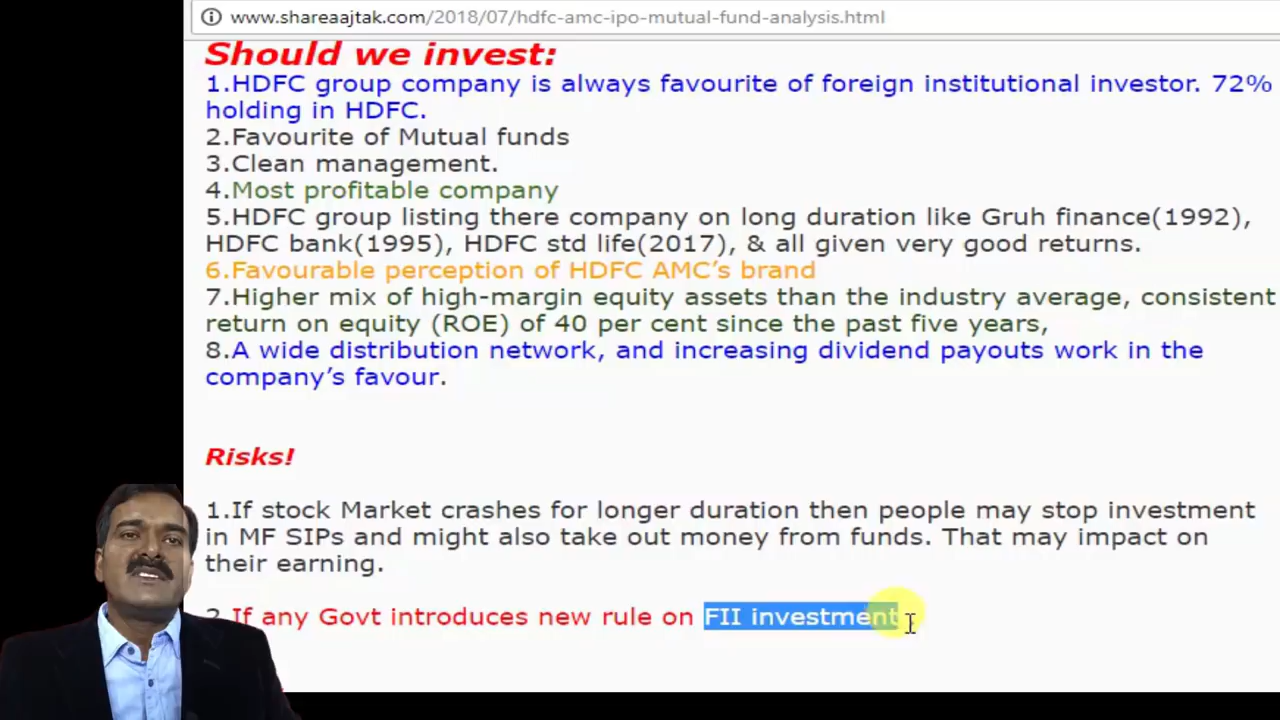 www.shareaajtak.com/2018/07/hdfc-amc-ipo-mutual-fund-analysis.html
Should we invest:
1.HDFC group company is always favourite of foreign institutional investor. 72%
holding in HDFC.
2.Favourite of Mutual funds
3.Clean management.
4.Most profitable company
5.HDFC group listing there company on long duration like Gruh finance(1992),
HDFC bank(1995), HDFC std life(2017), & all given very good returns.
6.Favourable perception of HDFC AMC’s brand
7.Higher mix of high-margin equity assets than the industry average, consistent
return on equity (ROE) of 40 per cent since the past five years,
8.A wide distribution network, and increasing dividend payouts work in the
company’s favour.
Risks!
1.If stock Market crashes for longer duration then people may stop investment
in MF SIPs and might also take out money from funds. That may impact on
their earning.
2.If any Govt introduces new rule on FII investment